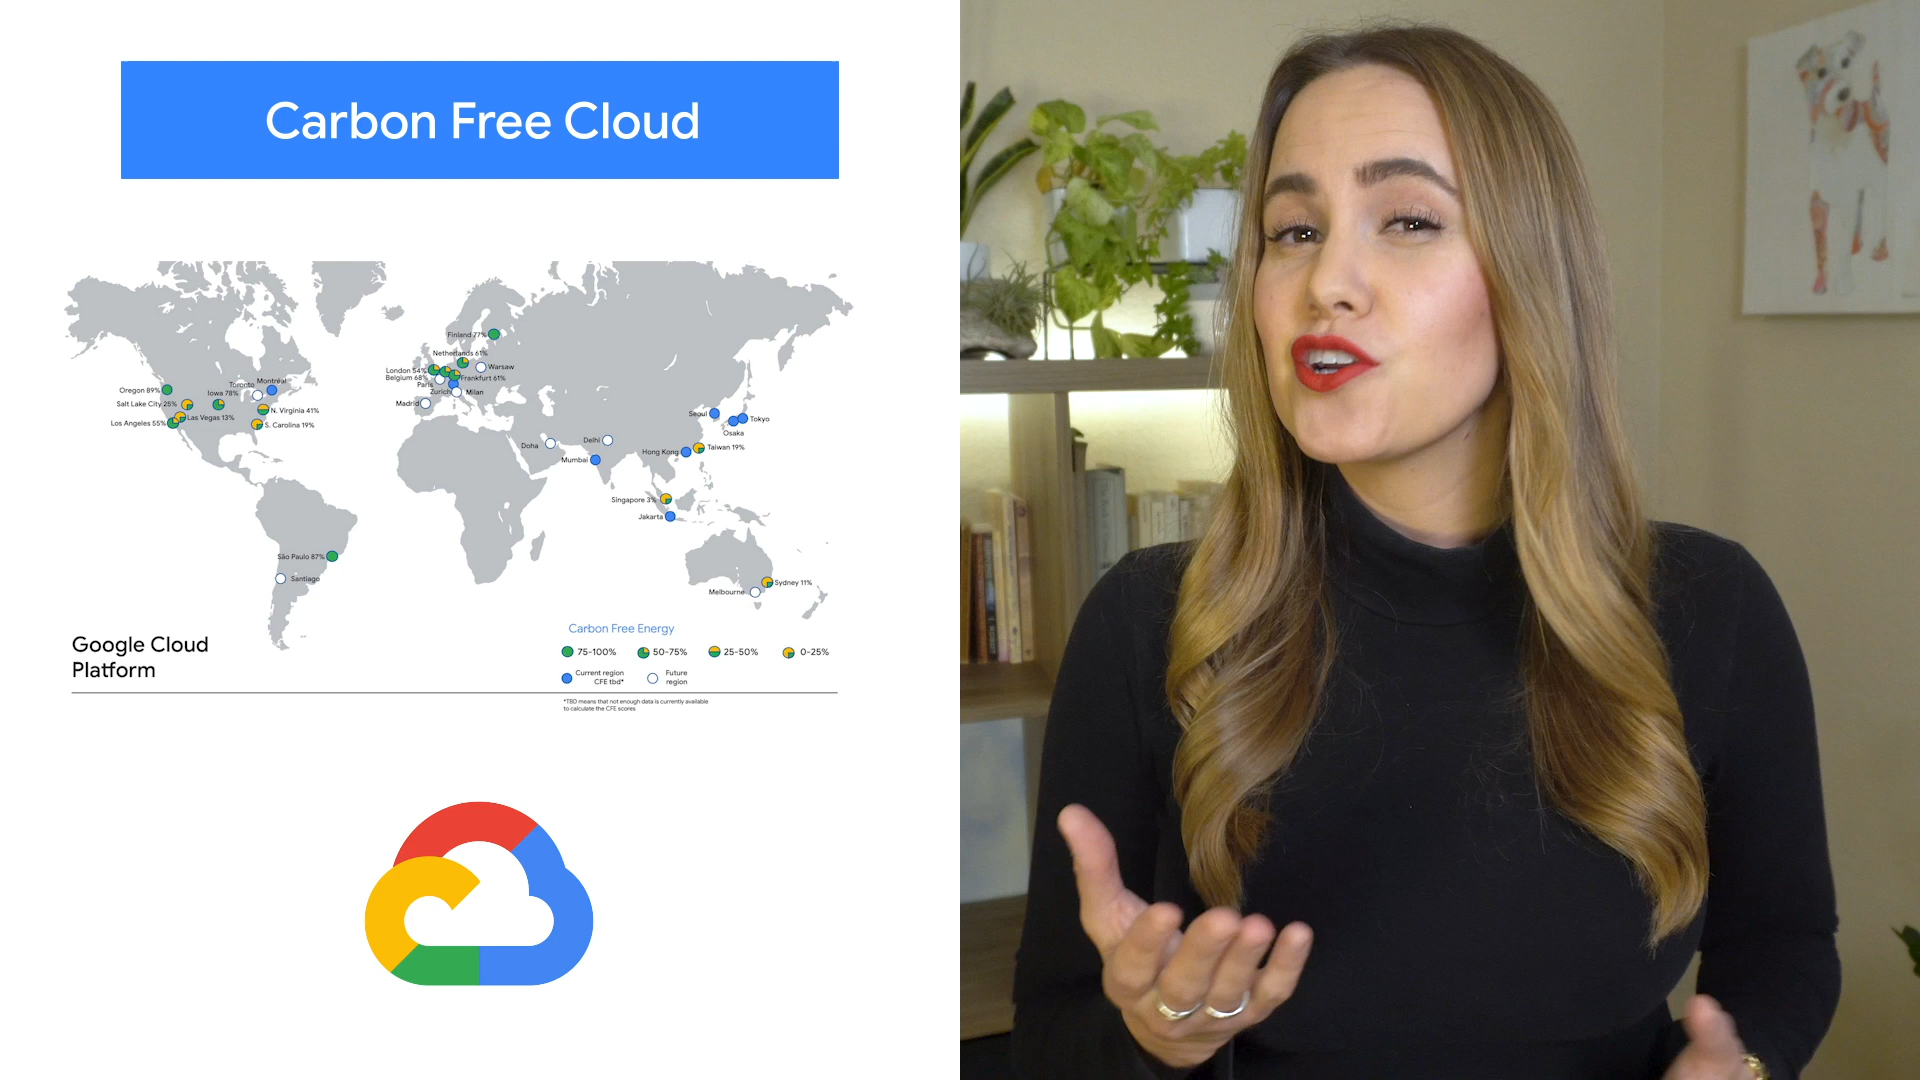 Carbon Free Cloud
Finland 77%
Netherlands 61%
London 54%
Warsaw
Belgium 68%
Frankfurt 61%
Paris
Zurich
Milan
Madrid
Montréal
Toronto
Oregon 89%
Iowa 78%
Salt Lake City 25%
N. Virginia 41%
Las Vegas 13%
Los Angeles 55%
S. Carolina 19%
Seoul
Tokyo
Osaka
Doha
Delhi
Hong Kong
Taiwan 19%
Mumbai
Singapore 3%
Jakarta
São Paulo 87%
Santiago
Sydney 11%
Melbourne
Google Cloud
Platform
Carbon Free Energy
75-100%
50-75%
25-50%
0-25%
Current region
CFE tbd*
Future
region
*TBD means that not enough data is currently available
to calculate the CFE scores